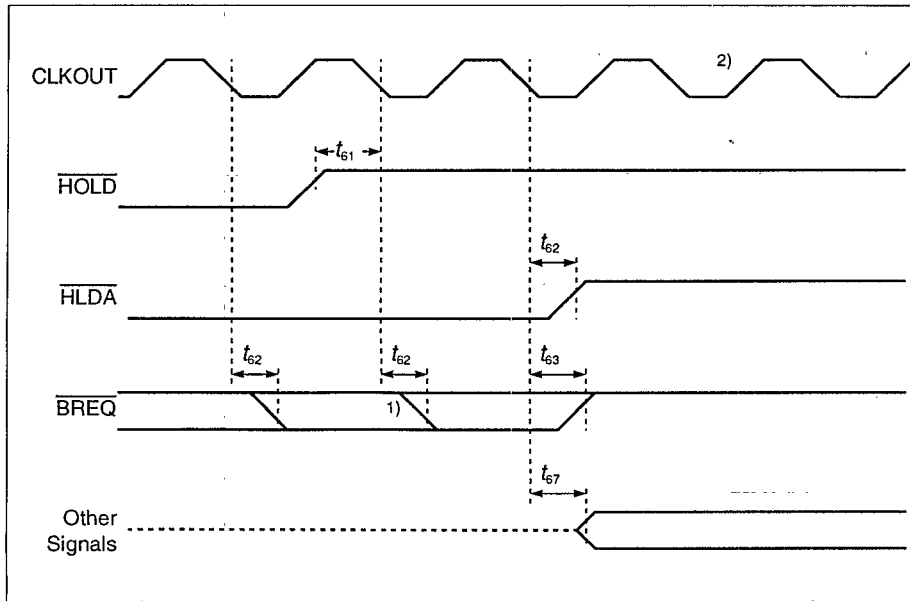 CLKOUT
2)
t61
HOLD
t62
HLDA
t62
t62
t63
BREQ
1)
t67
Other
Signals